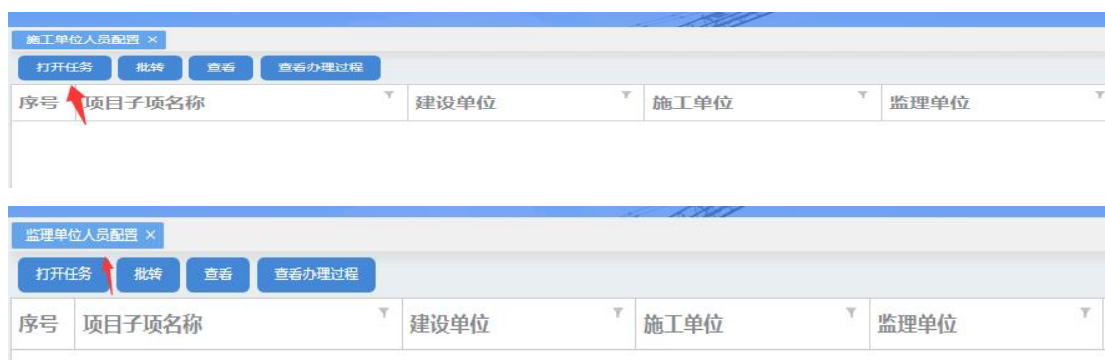 施工单位人员配置 ×
打开任务 批转 查看 查看办理过程
序号 项目子项名称 建设单位 施工单位 监理单位
监理单位人员配置 ×
打开任务 批转 查看 查看办理过程
序号 项目子项名称 建设单位 施工单位 监理单位